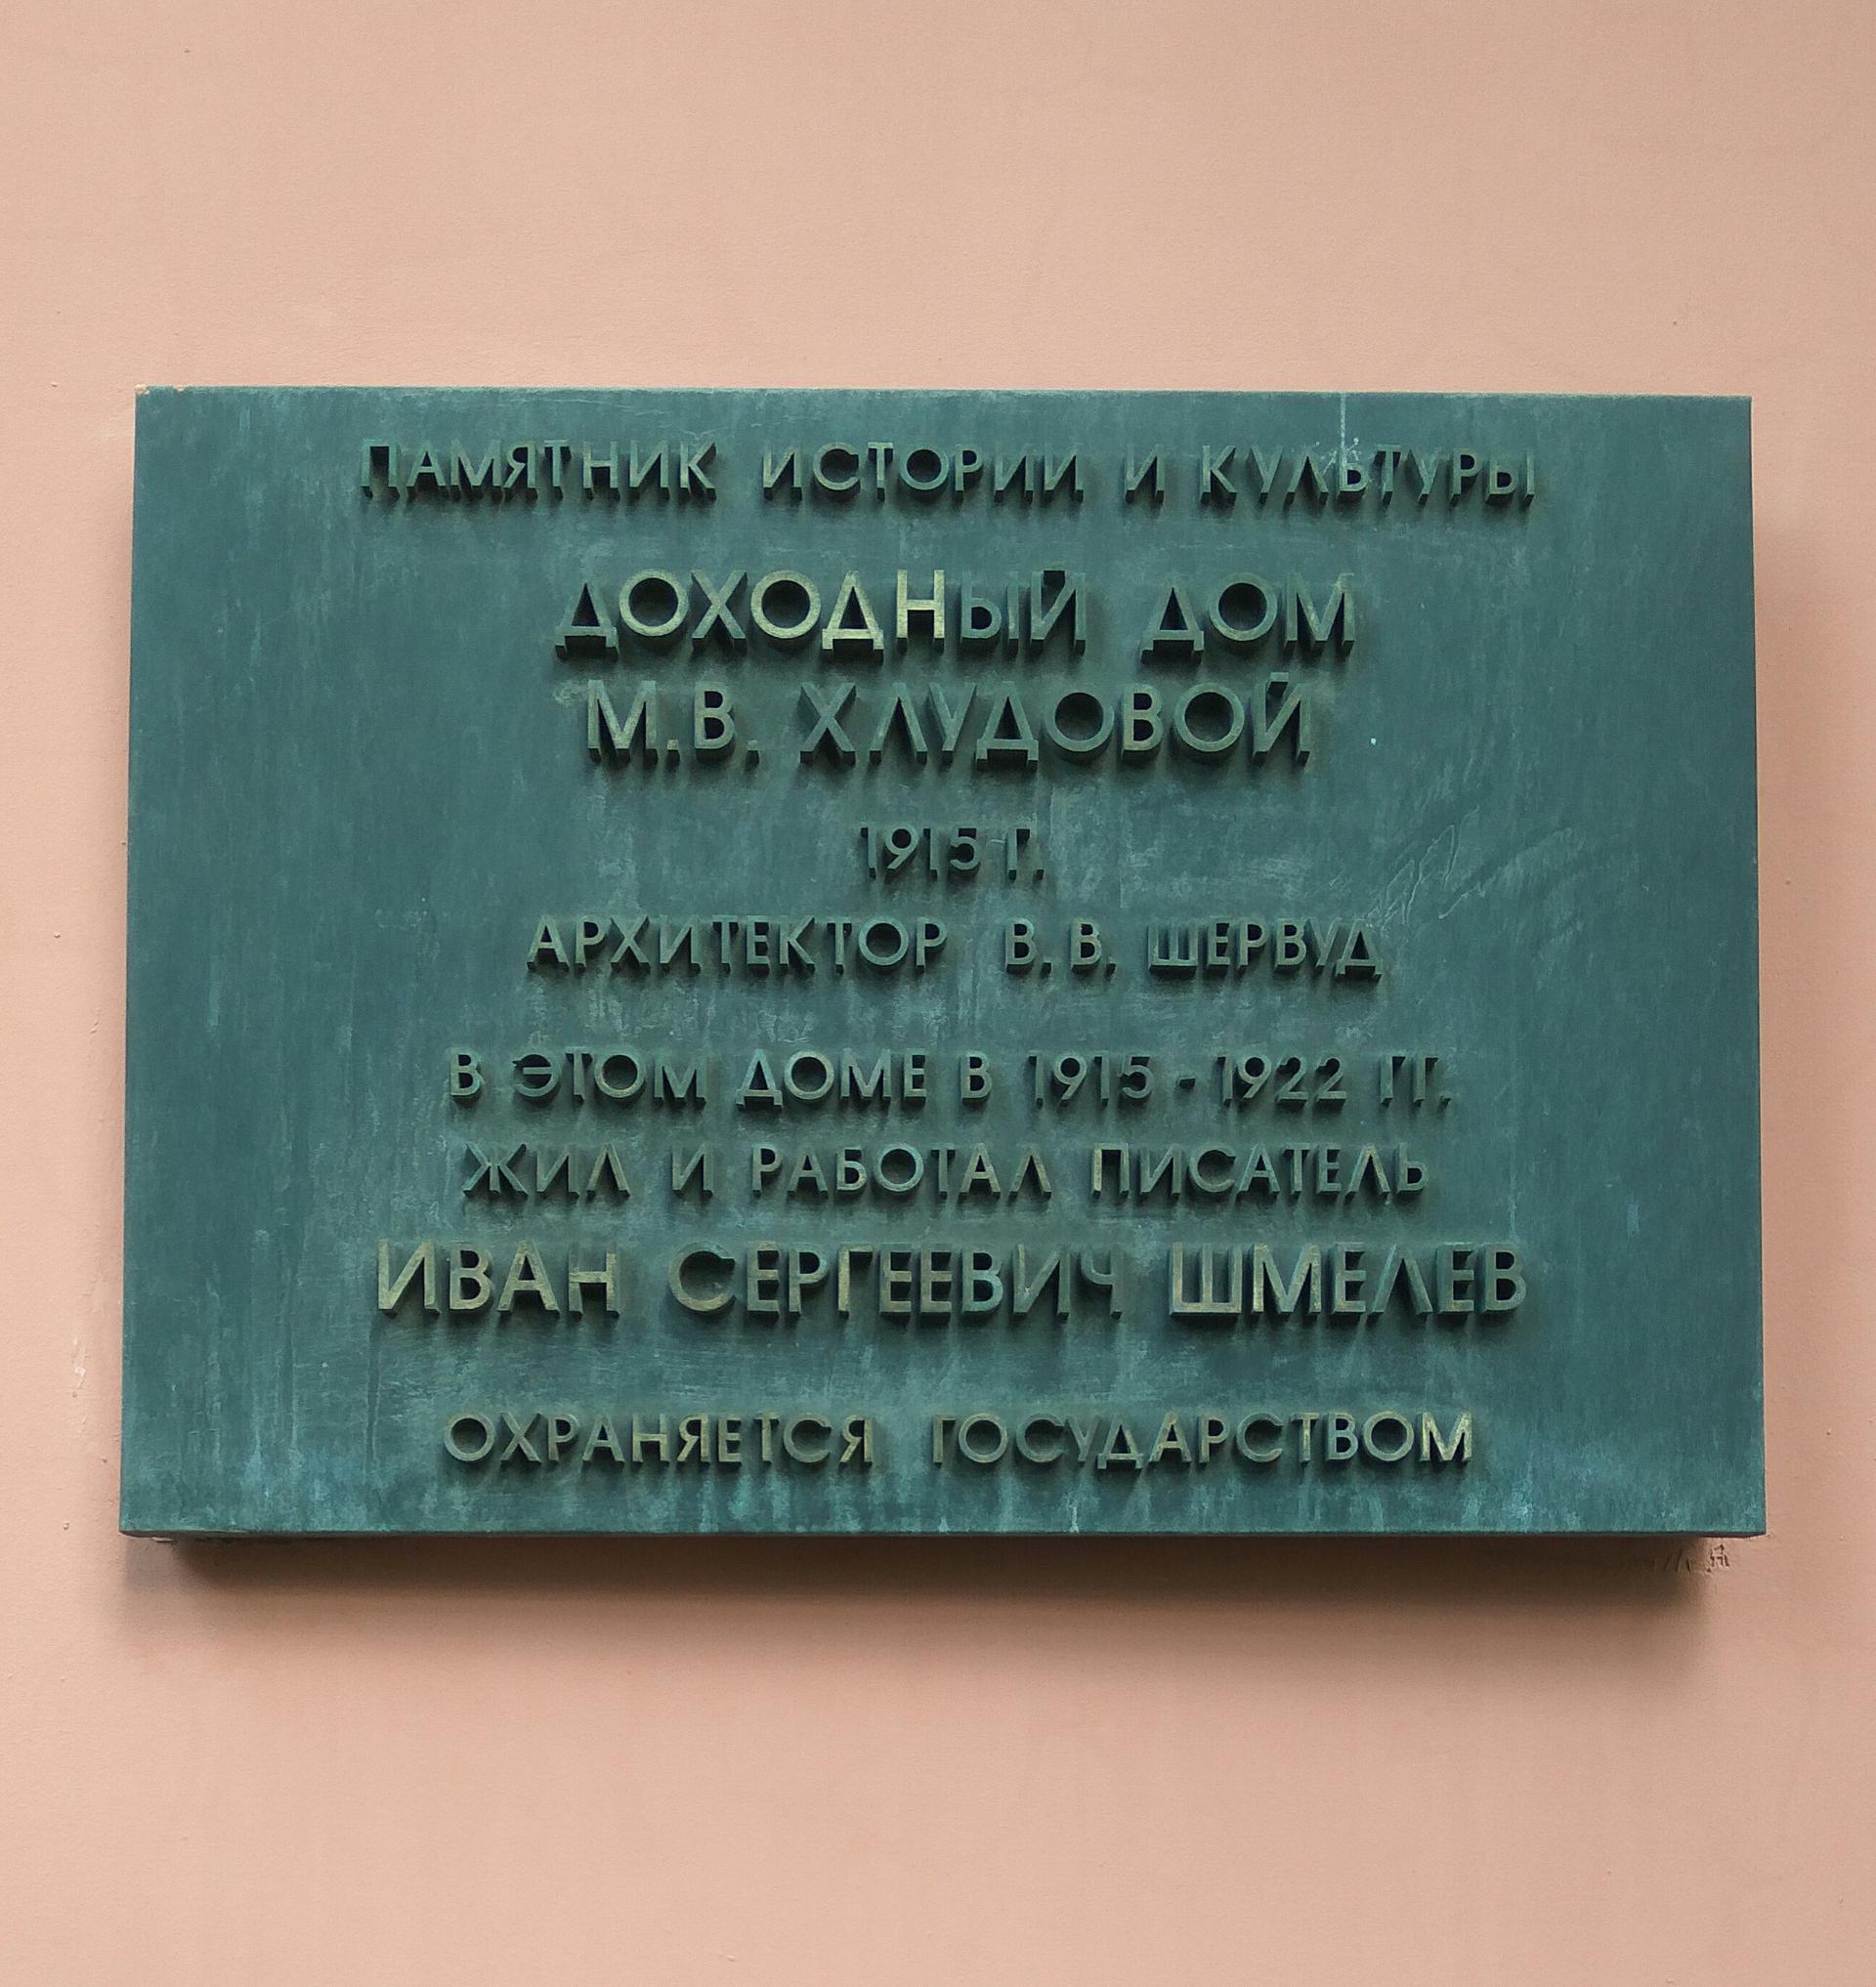 ПАМЯТНИК ИСТОРИИ И КУЛЬТУРЫ
ДОХОДНЫЙ ДОМ
М.В. ХЛУДОВОЙ
1915 Г.
АРХИТЕКТОР В.В. ШЕРВУД
В ЭТОМ ДОМЕ В 1915-1922 ГГ.
ЖИЛ И РАБОТАЛ ПИСАТЕЛЬ
ИВАН СЕРГЕЕВИЧ ШМЕЛЕВ
ОХРАНЯЕТСЯ ГОСУДАРСТВОМ